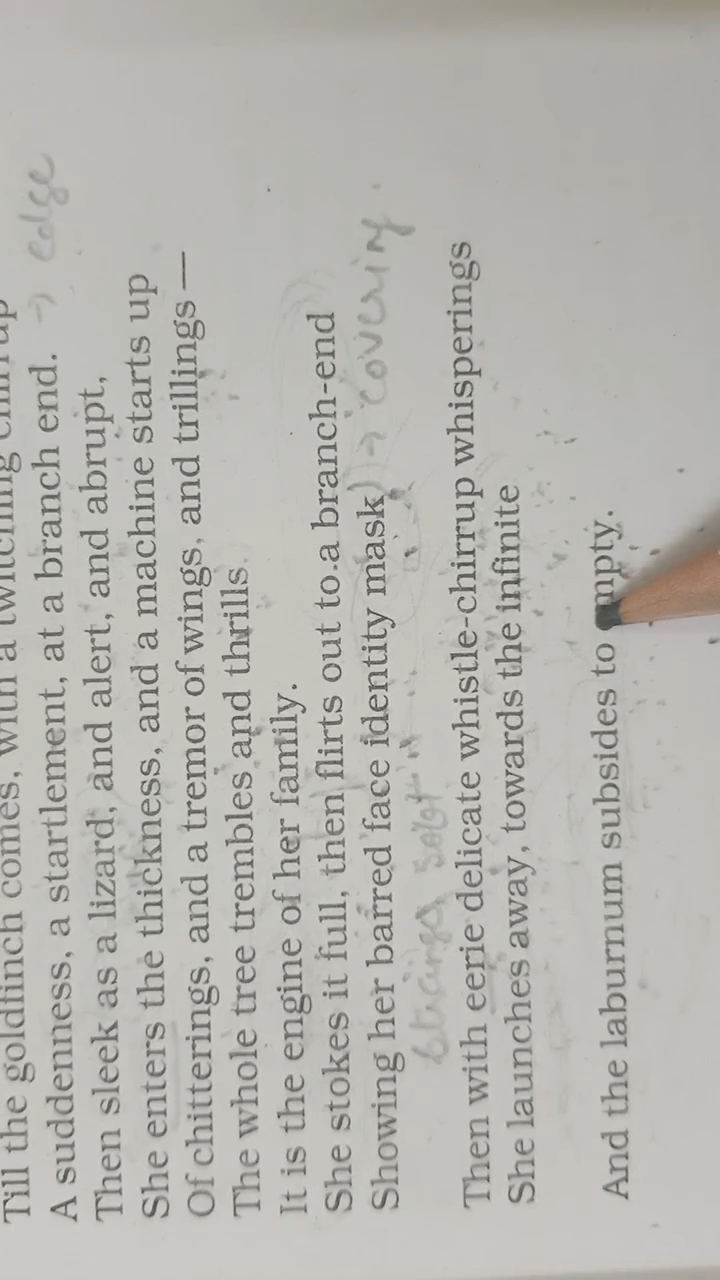 Till the goldfinch comes, with a twitching chirrup
A suddenness, a startlement, at a branch end. → edge
Then sleek as a lizard, and alert, and abrupt,
She enters the thickness, and a machine starts up
Of chitterings, and a tremor of wings, and trillings —
The whole tree trembles and thrills.
It is the engine of her family.
She stokes it full, then flirts out to a branch-end
Showing her barred face identity mask) → covering.
Then with eerie delicate whistle-chirrup whisperings
She launches away, towards the infinite
And the laburnum subsides to empty.